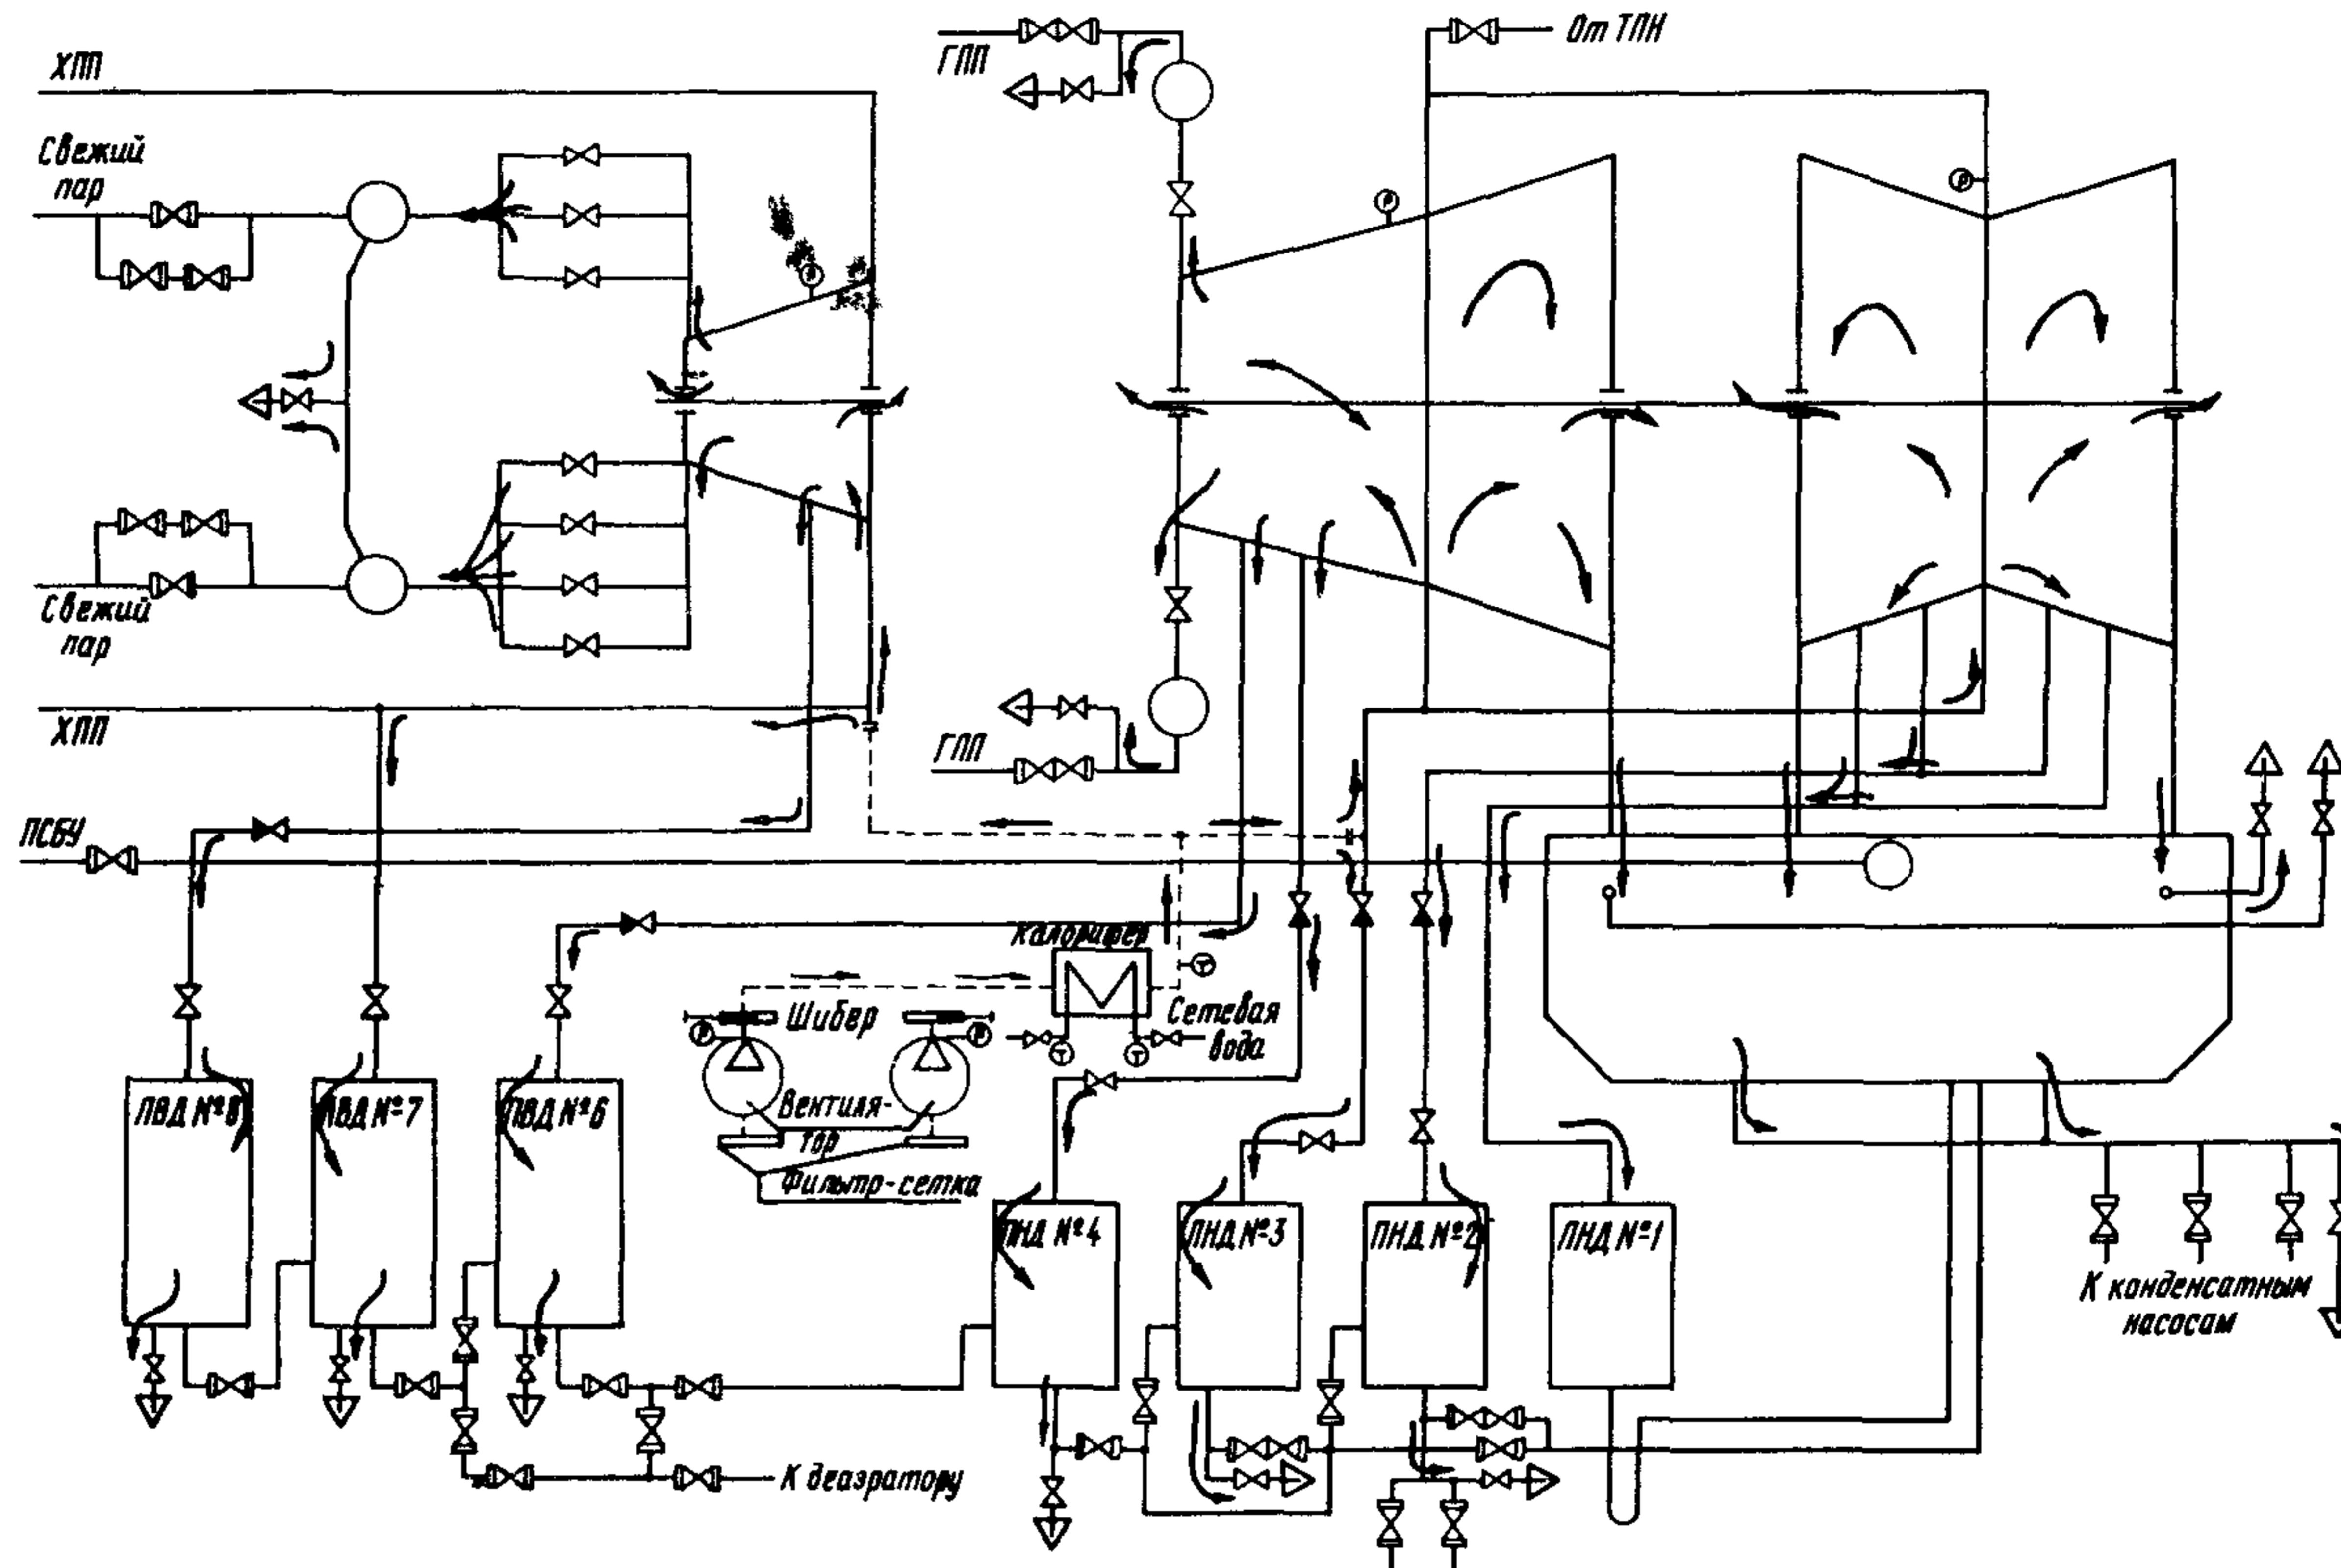 ХПП
ГПП
От ТПН
Свежий
пар
Р
Р
Р
Свежий
пар
ХПП
ГПП
ПСБУ
Калорифер
Т
Шибер
Сетевая
вода
Р
Р
Т
Т
ПВД №8
ПВД №7
ПВД №6
Вентиля-
тор
Фильтр-сетка
ПНД №4
ПНД №3
ПНД №2
ПНД №1
К конденсатным
насосам
К деаэратору